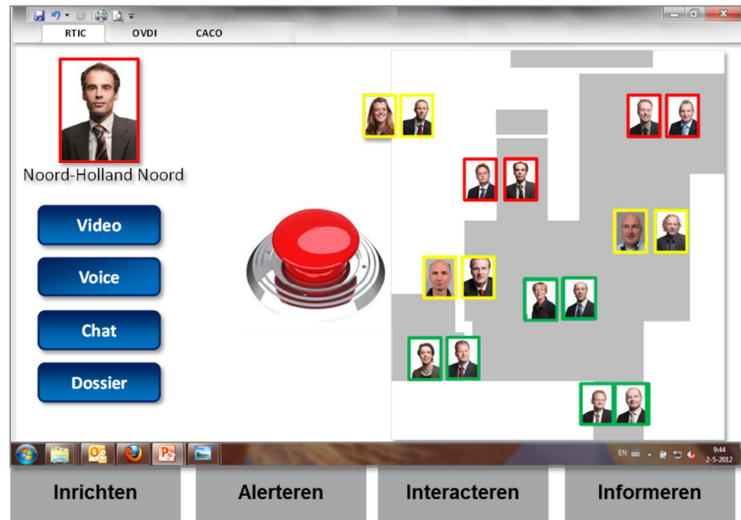 RTIC OVDI CACO
Noord-Holland Noord
Video
Voice
Chat
Dossier
EN
9:44
2-5-2012
Inrichten Alerteren Interacteren Informeren